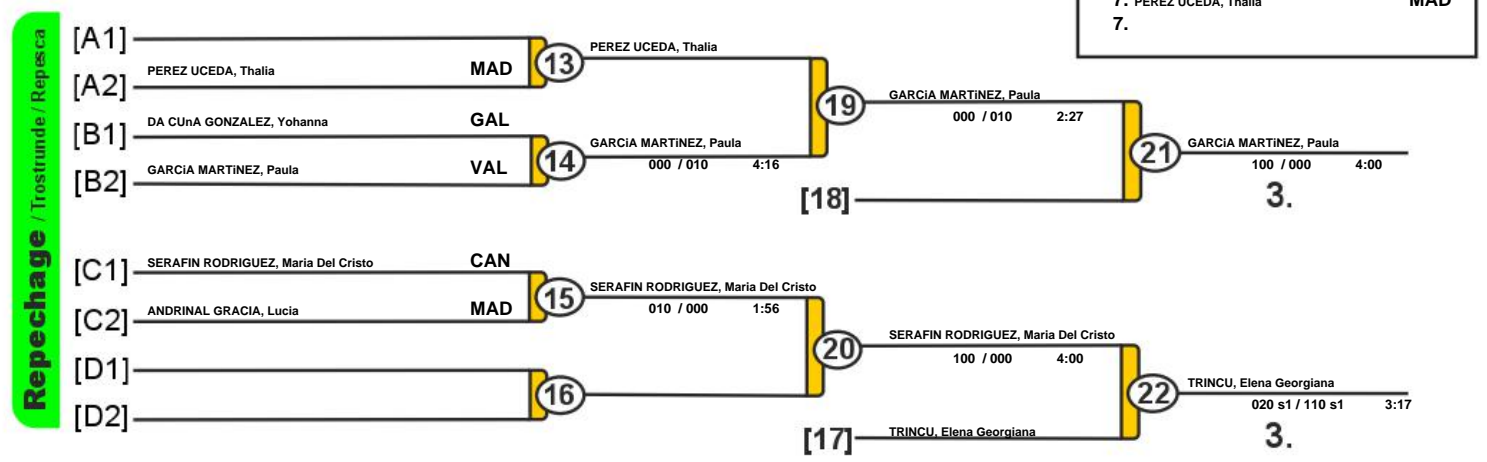 7. PEREZ UCEDA, Thalia MAD
7.
Repechage / Trostrunde / Repesca
[A1]
PEREZ UCEDA, Thalia MAD
[A2]
13
PEREZ UCEDA, Thalia
[B1]
DA CUnA GONZALEZ, Yohanna GAL
14
GARCiA MARTiNEZ, Paula
000 / 010 4:16
[B2]
GARCiA MARTiNEZ, Paula VAL
19
GARCiA MARTiNEZ, Paula
000 / 010 2:27
[18]
21
GARCiA MARTiNEZ, Paula
100 / 000 4:00
3.
[C1]
SERAFIN RODRIGUEZ, Maria Del Cristo CAN
[C2]
ANDRINAL GRACIA, Lucia MAD
15
SERAFIN RODRIGUEZ, Maria Del Cristo
010 / 000 1:56
[D1]
[D2]
16
20
SERAFIN RODRIGUEZ, Maria Del Cristo
100 / 000 4:00
[17]
TRINCU, Elena Georgiana
22
TRINCU, Elena Georgiana
020 s1 / 110 s1 3:17
3.